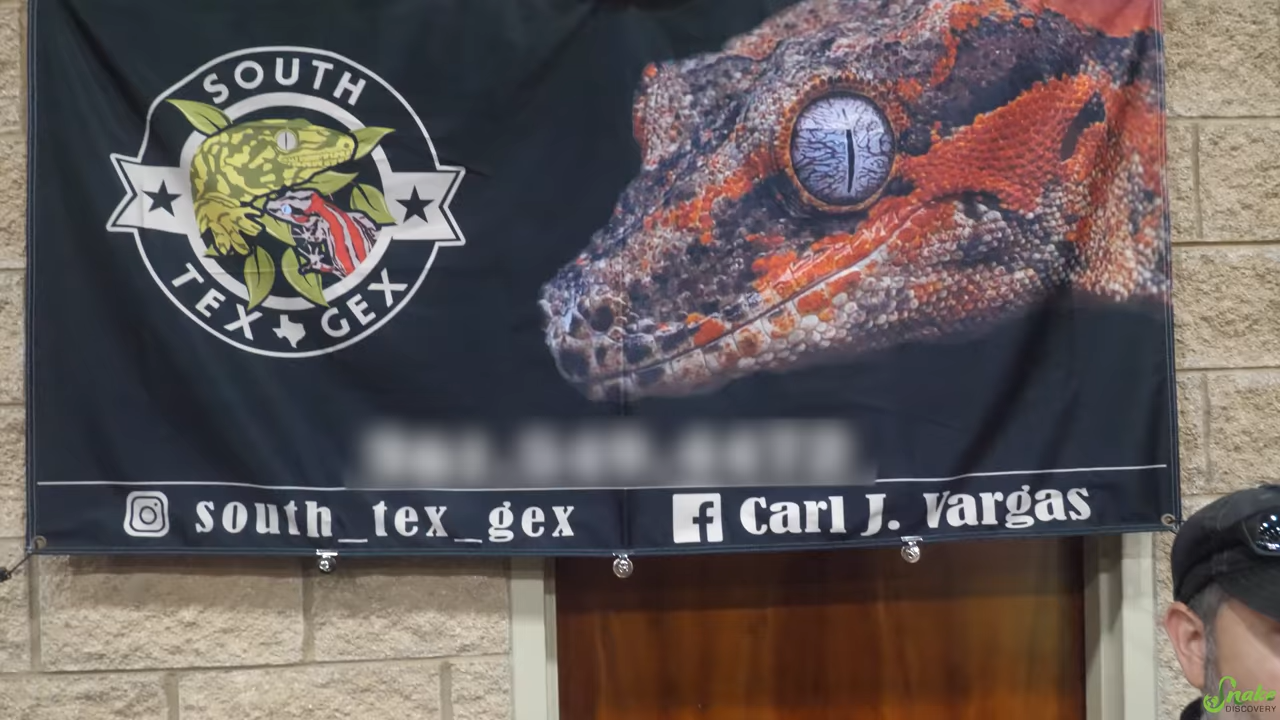 SOUTH
TEX GEX
south_tex_gex
Carl J. Vargas
Snake
DISCOVERY